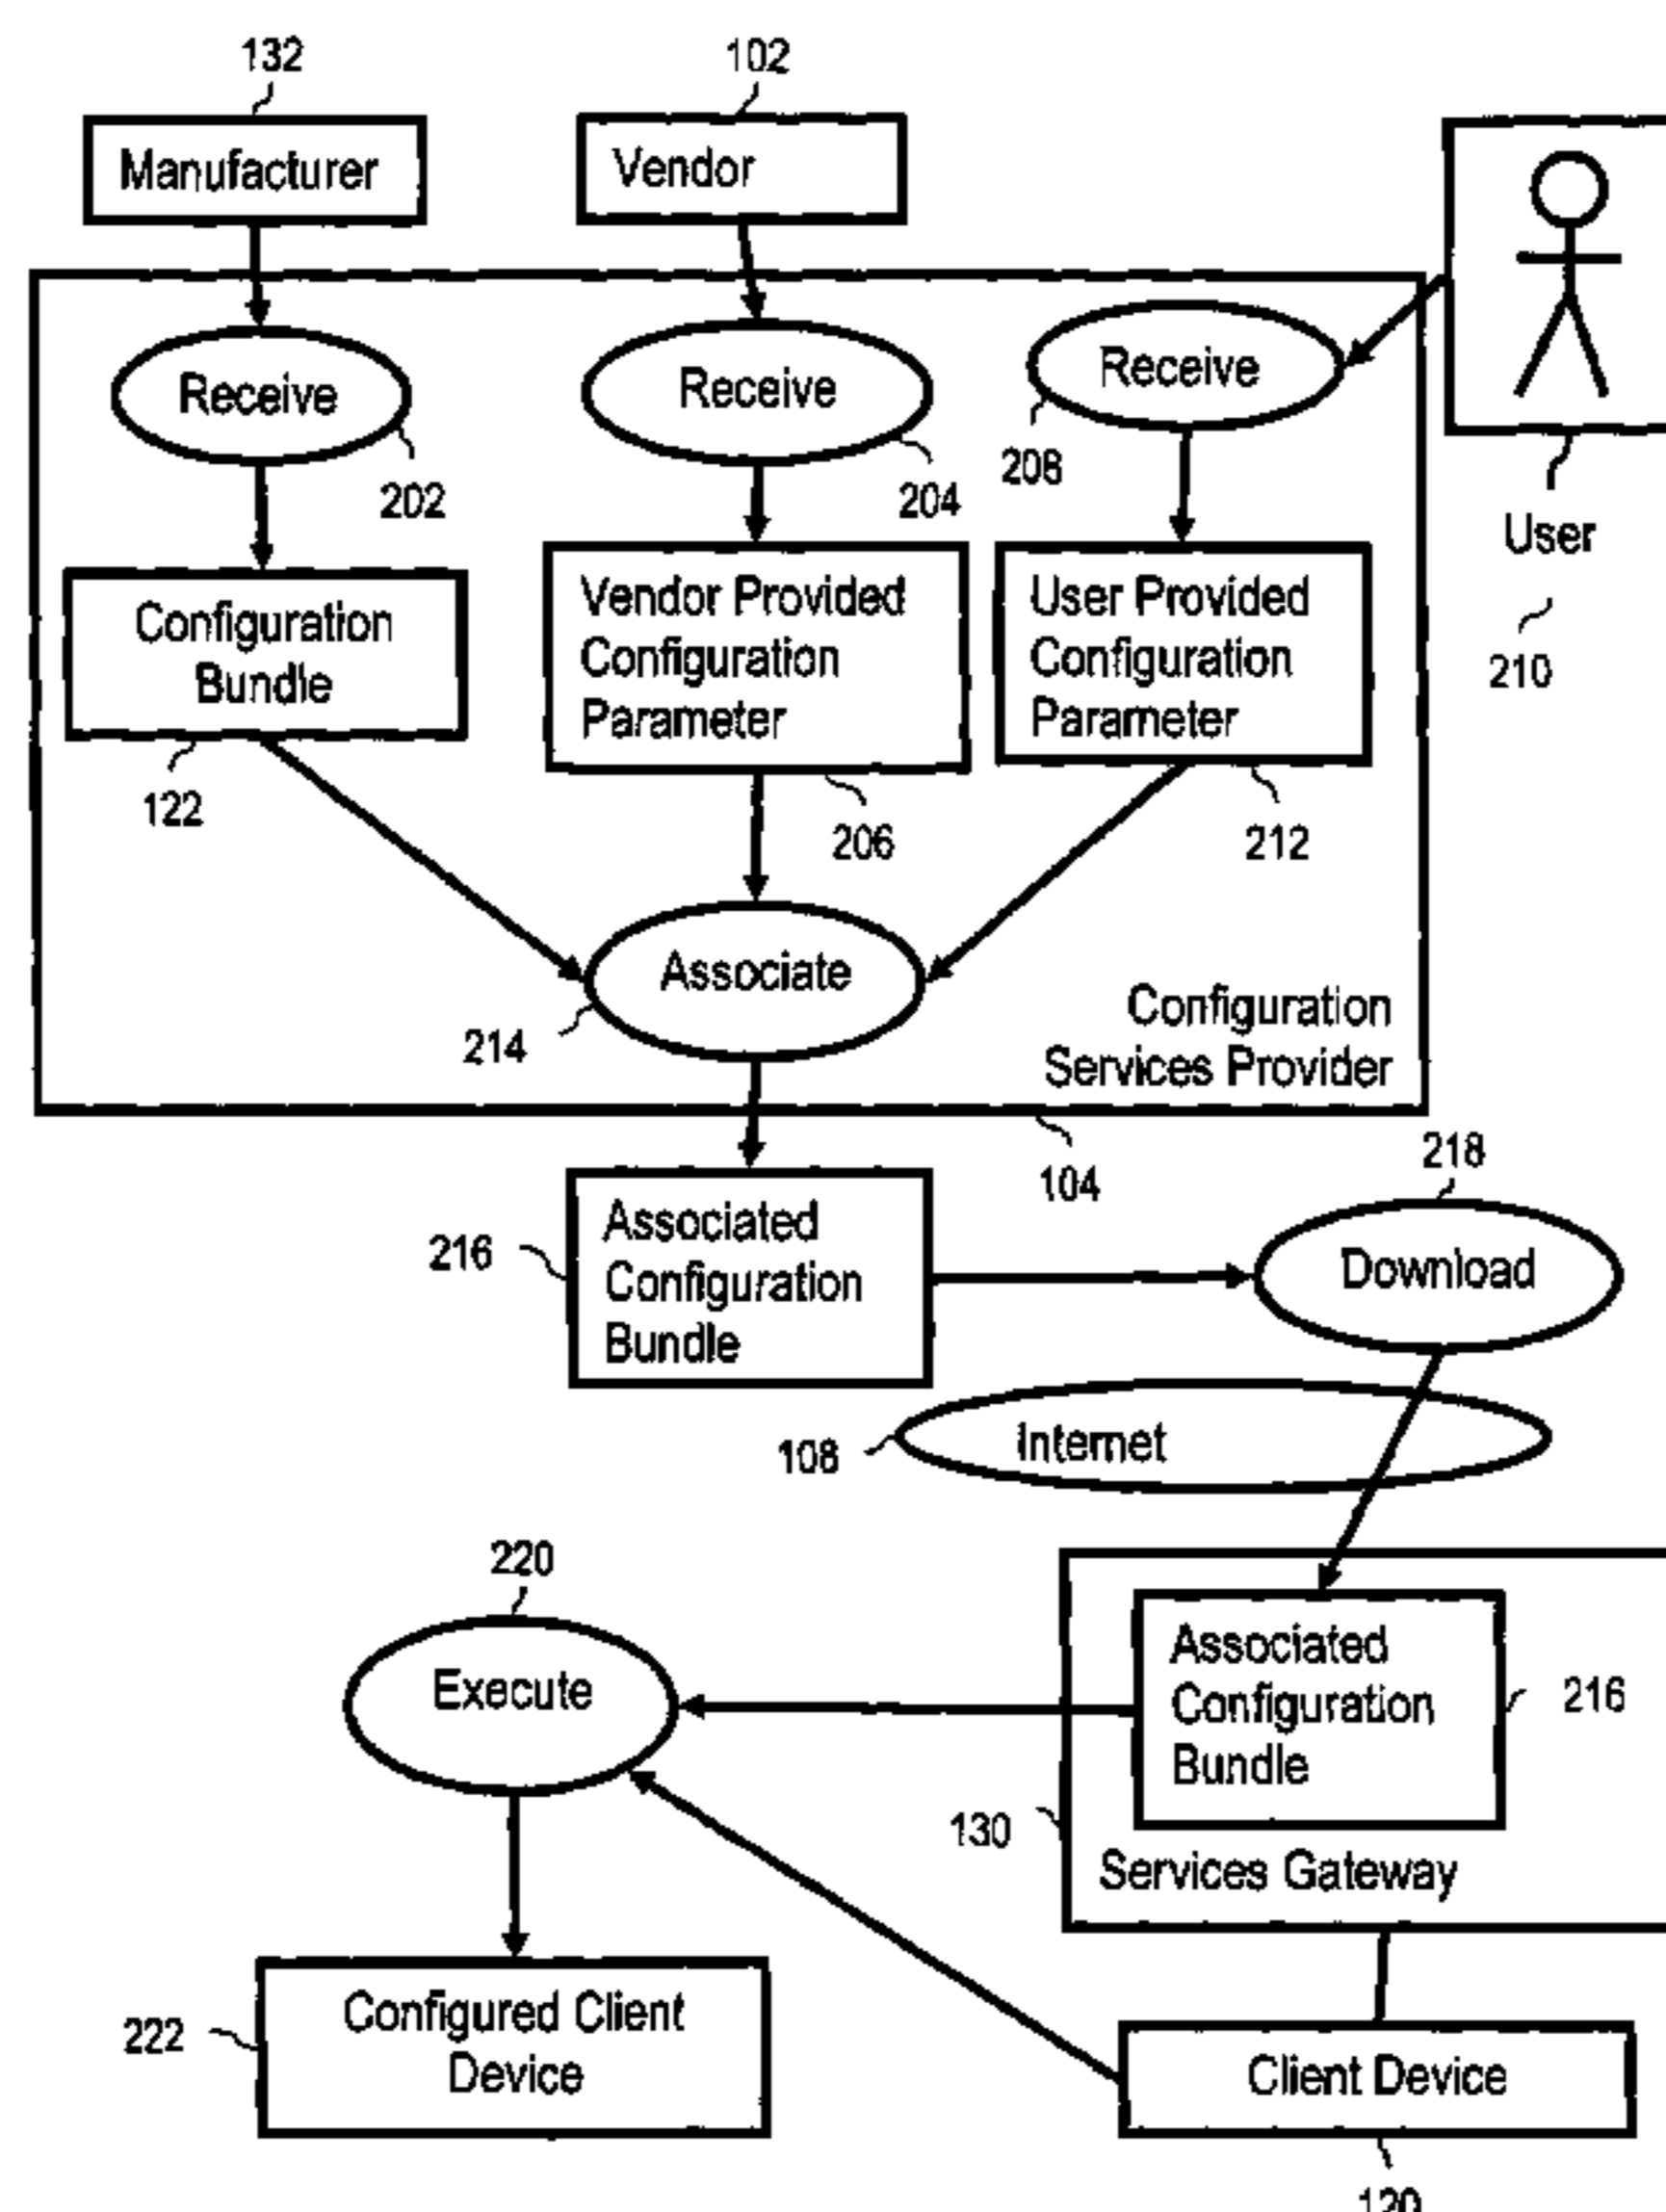 132
102
Manufacturer
Vendor
Receive
Receive
Receive
202
204
208
User
210
Configuration
Bundle
Vendor Provided
Configuration
Parameter
User Provided
Configuration
Parameter
122
206
212
Associate
214
Configuration
Services Provider
104
218
216
Associated
Configuration
Bundle
Download
108
Internet
220
Execute
Associated
Configuration
Bundle
216
130
Services Gateway
222
Configured Client
Device
Client Device